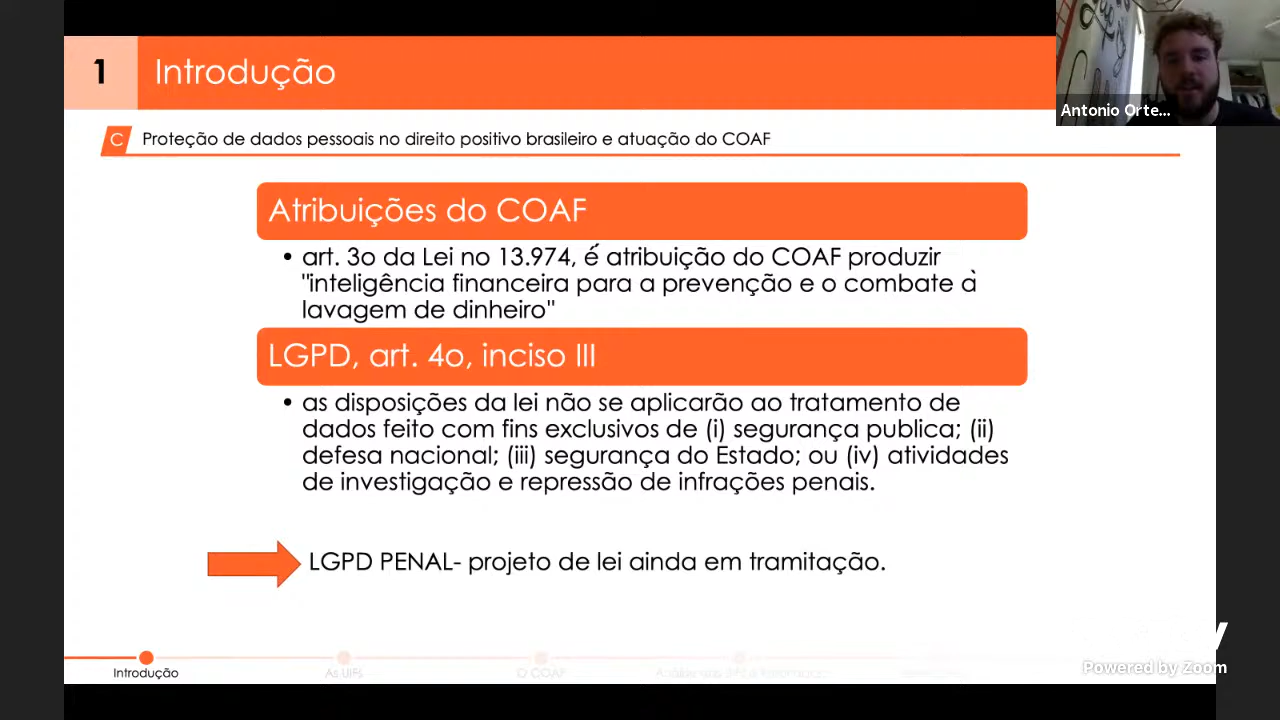 1
Introdução
Antonio Orte...
C
Proteção de dados pessoais no direito positivo brasileiro e atuação do COAF
Atribuições do COAF
• art. 3o da Lei no 13.974, é atribuição do COAF produzir
"inteligência financeira para a prevenção e o combate à
lavagem de dinheiro"
LGPD, art. 4o, inciso III
• as disposições da lei não se aplicarão ao tratamento de
dados feito com fins exclusivos de (i) segurança publica; (ii)
defesa nacional; (iii) segurança do Estado; ou (iv) atividades
de investigação e repressão de infrações penais.
LGPD PENAL- projeto de lei ainda em tramitação.
Powered by Zoom
Introdução
As UIFs
O COAF